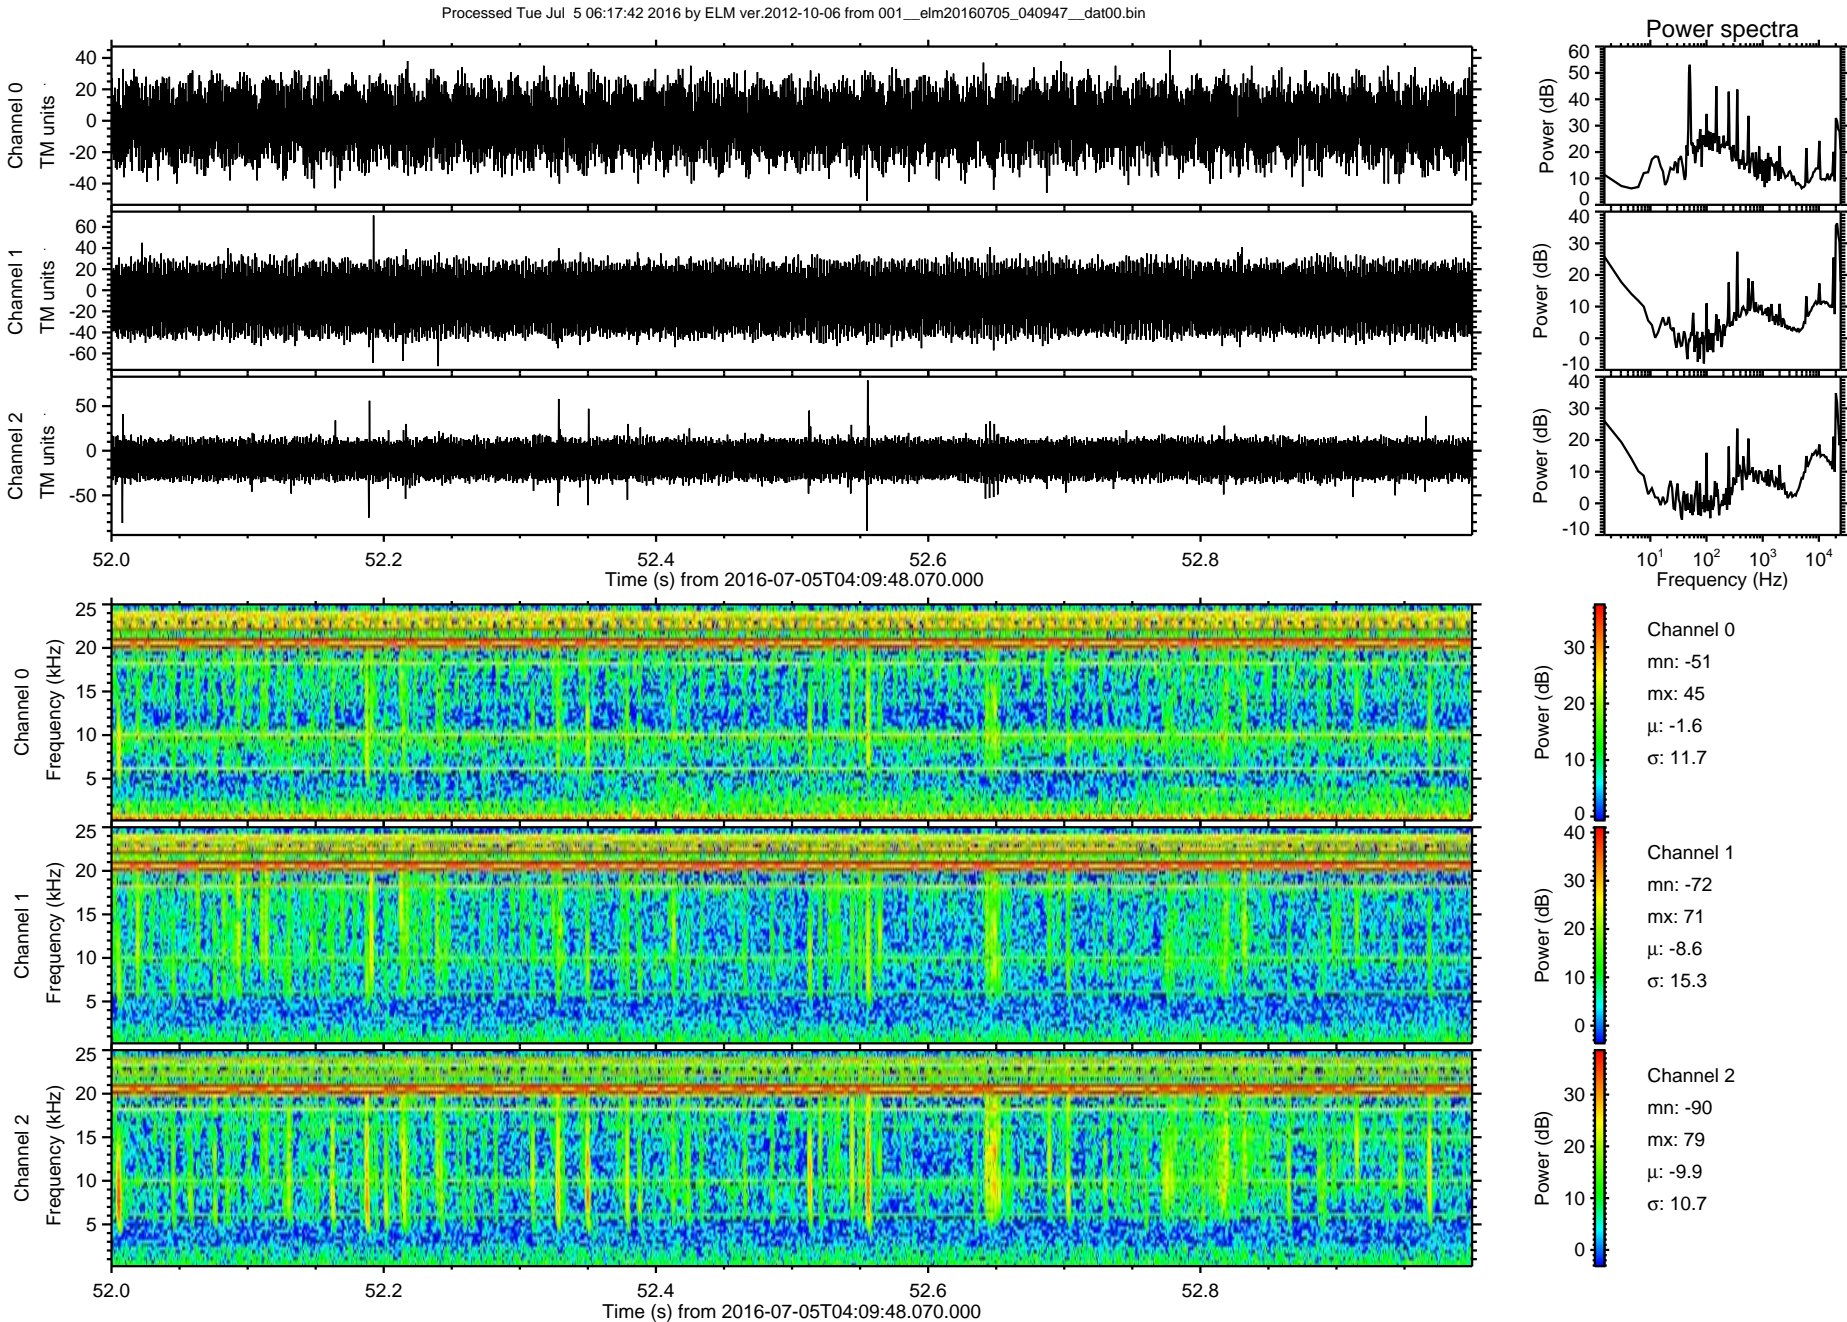 Processed Tue Jul  5 06:17:42 2016 by ELM ver.2012-10-06 from 001__elm20160705_040947__dat00.bin
Power spectra
Channel 0
TM units
40
20
0
-20
-40
Power (dB)
60
50
40
30
20
10
0
Channel 1
TM units
60
40
20
0
-20
-40
-60
Power (dB)
40
30
20
10
0
-10
Channel 2
TM units
50
0
-50
Power (dB)
40
30
20
10
0
-10
52.0 52.2 52.4 52.6 52.8
Time (s) from 2016-07-05T04:09:48.070.000
10¹ 10² 10³ 10⁴
Frequency (Hz)
Channel 0
Frequency (kHz)
25
20
15
10
5
Power (dB)
30
20
10
0
Channel 0
mn: -51
mx: 45
μ: -1.6
σ: 11.7
Channel 1
Frequency (kHz)
25
20
15
10
5
Power (dB)
40
30
20
10
0
Channel 1
mn: -72
mx: 71
μ: -8.6
σ: 15.3
Channel 2
Frequency (kHz)
25
20
15
10
5
Power (dB)
30
20
10
0
Channel 2
mn: -90
mx: 79
μ: -9.9
σ: 10.7
52.0 52.2 52.4 52.6 52.8
Time (s) from 2016-07-05T04:09:48.070.000